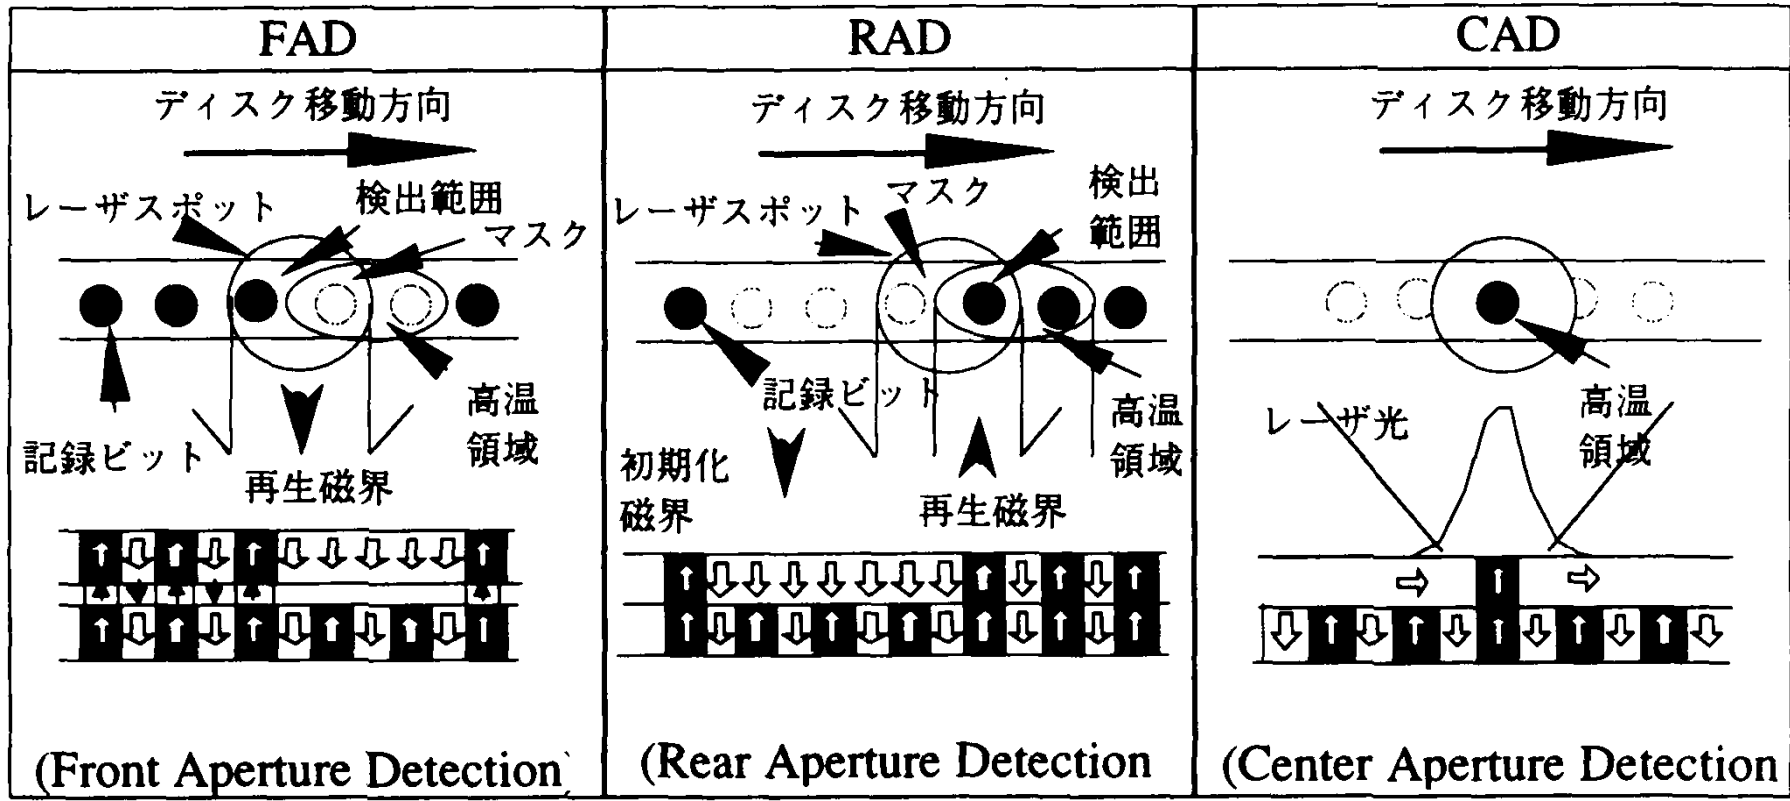 FAD
ディスク移動方向
レーザスポット
検出範囲
マスク
記録ビット
再生磁界
高温
領域
(Front Aperture Detection)
RAD
ディスク移動方向
レーザスポット
マスク
検出
範囲
記録ビット
初期化
磁界
再生磁界
高温
領域
(Rear Aperture Detection
CAD
ディスク移動方向
レーザ光
高温
領域
(Center Aperture Detection